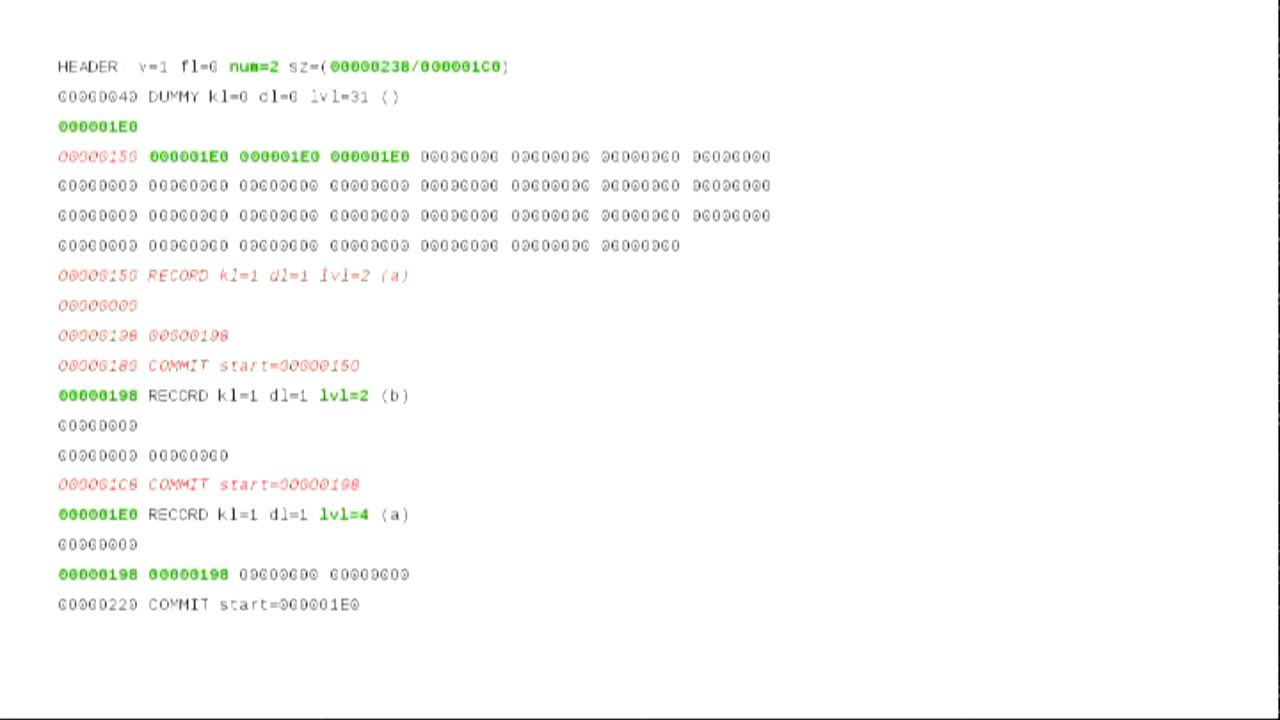 HEADER v=1 fl=0 num=2 sz=(00000238/000001C0)
00000040 DUMMY kl=0 dl=0 lvl=31 ()
000001E0
00000150 000001E0 000001E0 000001E0 00000000 00000000 00000000 00000000
00000000 00000000 00000000 00000000 00000000 00000000 00000000 00000000
00000000 00000000 00000000 00000000 00000000 00000000 00000000 00000000
00000000 00000000 00000000 00000000 00000000 00000000 00000000
00000150 RECORD kl=1 dl=1 lvl=2 (a)
00000000
00000198 00000198
00000180 COMMIT start=00000150
00000198 RECORD kl=1 dl=1 lvl=2 (b)
00000000
00000000 00000000
000001C8 COMMIT start=00000198
000001E0 RECORD kl=1 dl=1 lvl=4 (a)
00000000
00000198 00000198 00000000 00000000
00000220 COMMIT start=000001E0